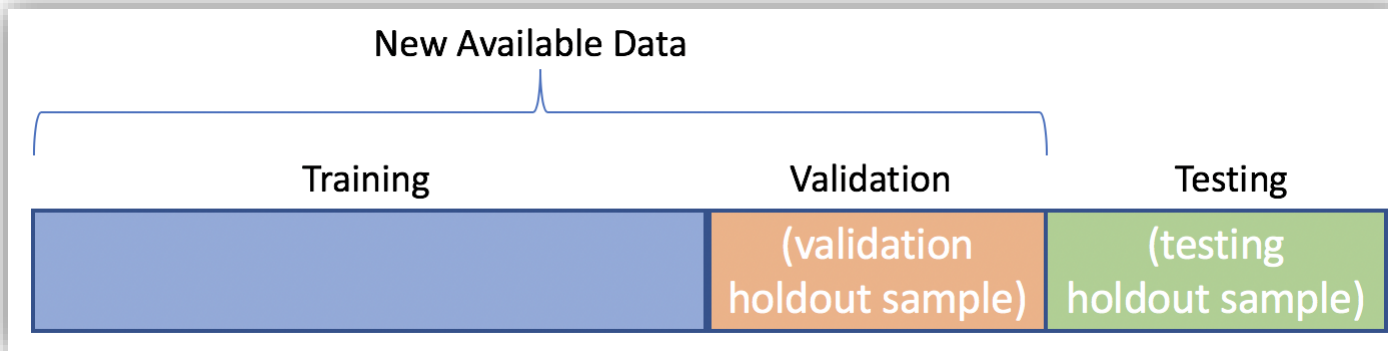 New Available Data
Training
Validation
Testing
(validation
holdout sample)
(testing
holdout sample)